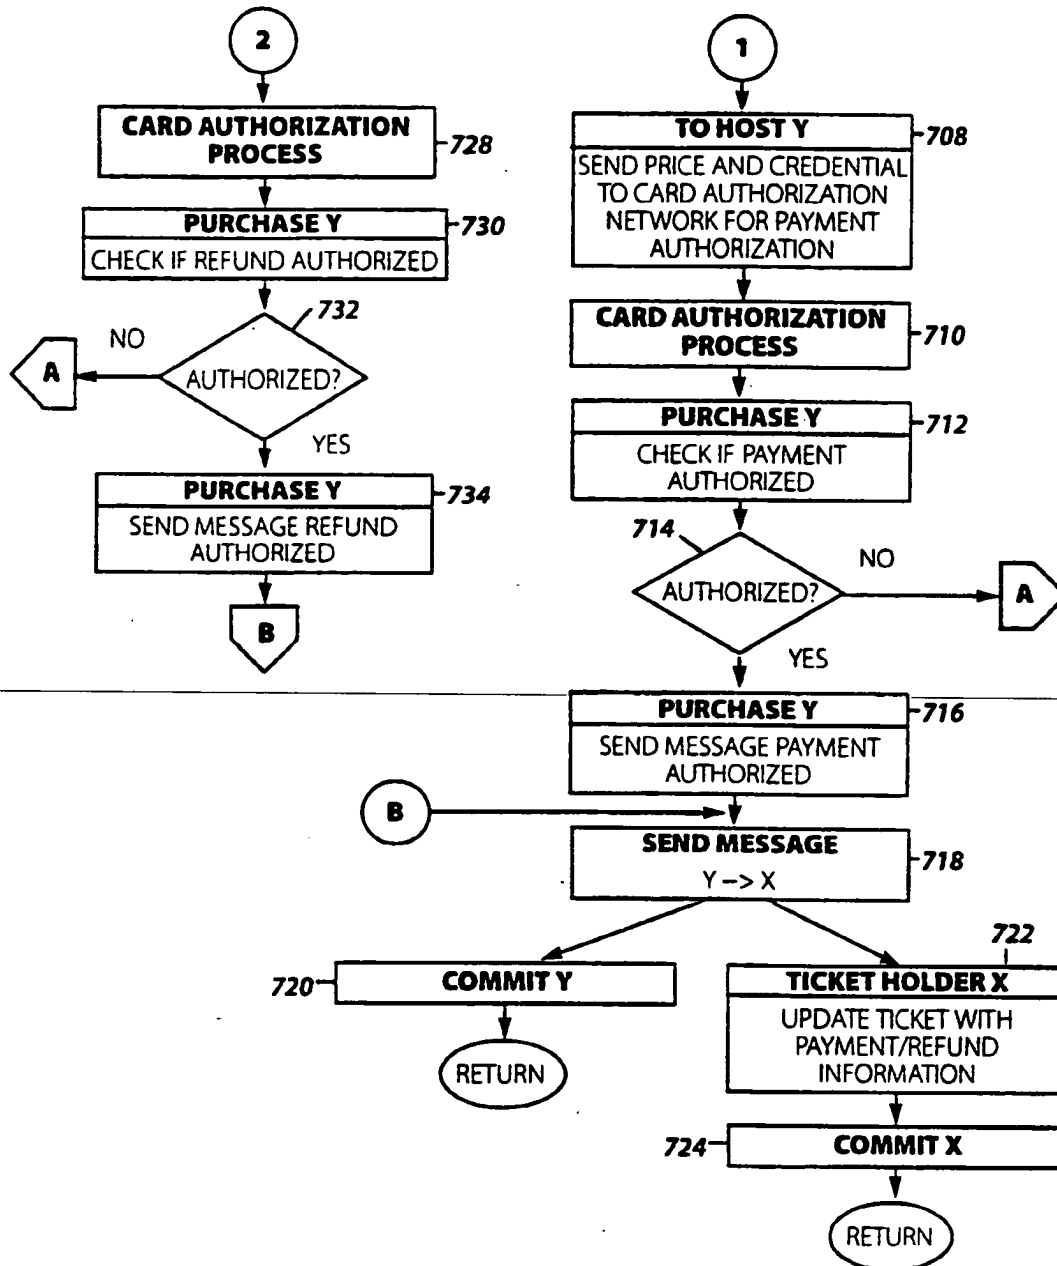 2
CARD AUTHORIZATION
PROCESS
728
PURCHASE Y
730
CHECK IF REFUND AUTHORIZED
732
NO
A
AUTHORIZED?
YES
PURCHASE Y
734
SEND MESSAGE REFUND
AUTHORIZED
B
1
TO HOST Y
708
SEND PRICE AND CREDENTIAL
TO CARD AUTHORIZATION
NETWORK FOR PAYMENT
AUTHORIZATION
CARD AUTHORIZATION
PROCESS
710
PURCHASE Y
712
CHECK IF PAYMENT
AUTHORIZED
714
NO
AUTHORIZED?
A
YES
PURCHASE Y
716
SEND MESSAGE PAYMENT
AUTHORIZED
B
SEND MESSAGE
718
Y -> X
720
COMMIT Y
RETURN
722
TICKET HOLDER X
UPDATE TICKET WITH
PAYMENT/REFUND
INFORMATION
724
COMMIT X
RETURN